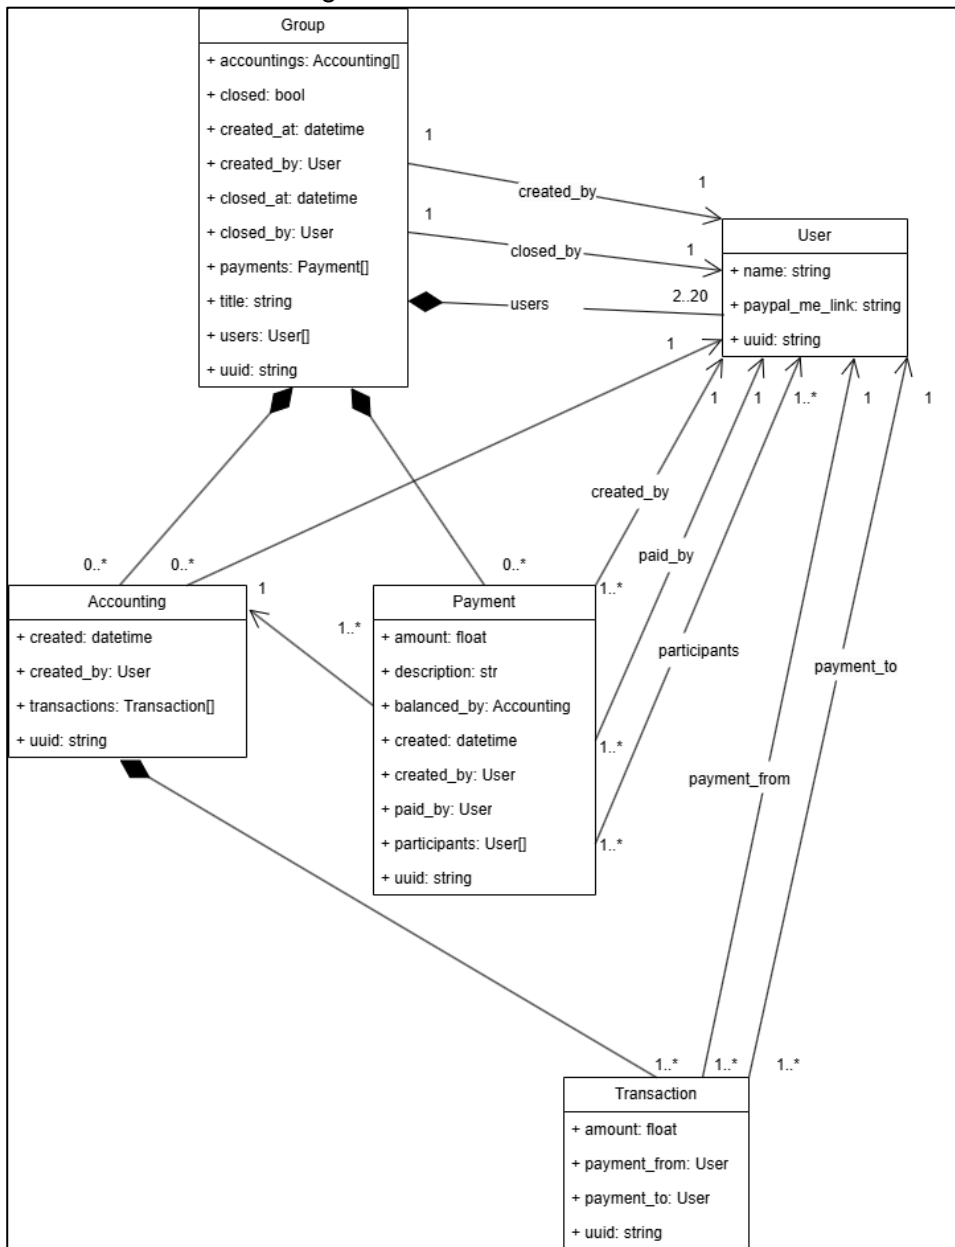 Group
+ accountings: Accounting[]
+ closed: bool
+ created_at: datetime
+ created_by: User
+ closed_at: datetime
+ closed_by: User
+ payments: Payment[]
+ title: string
+ users: User[]
+ uuid: string
1
created_by
1
1
closed_by
1
users
2..20
User
+ name: string
+ paypal_me_link: string
+ uuid: string
1
1
1
1..*
1
1
created_by
paid_by
participants
payment_to
payment_from
0..*
0..*
0..*
1
1..*
1..*
1..*
1..*
Accounting
+ created: datetime
+ created_by: User
+ transactions: Transaction[]
+ uuid: string
Payment
+ amount: float
+ description: str
+ balanced_by: Accounting
+ created: datetime
+ created_by: User
+ paid_by: User
+ participants: User[]
+ uuid: string
1..*
1..*
1..*
Transaction
+ amount: float
+ payment_from: User
+ payment_to: User
+ uuid: string